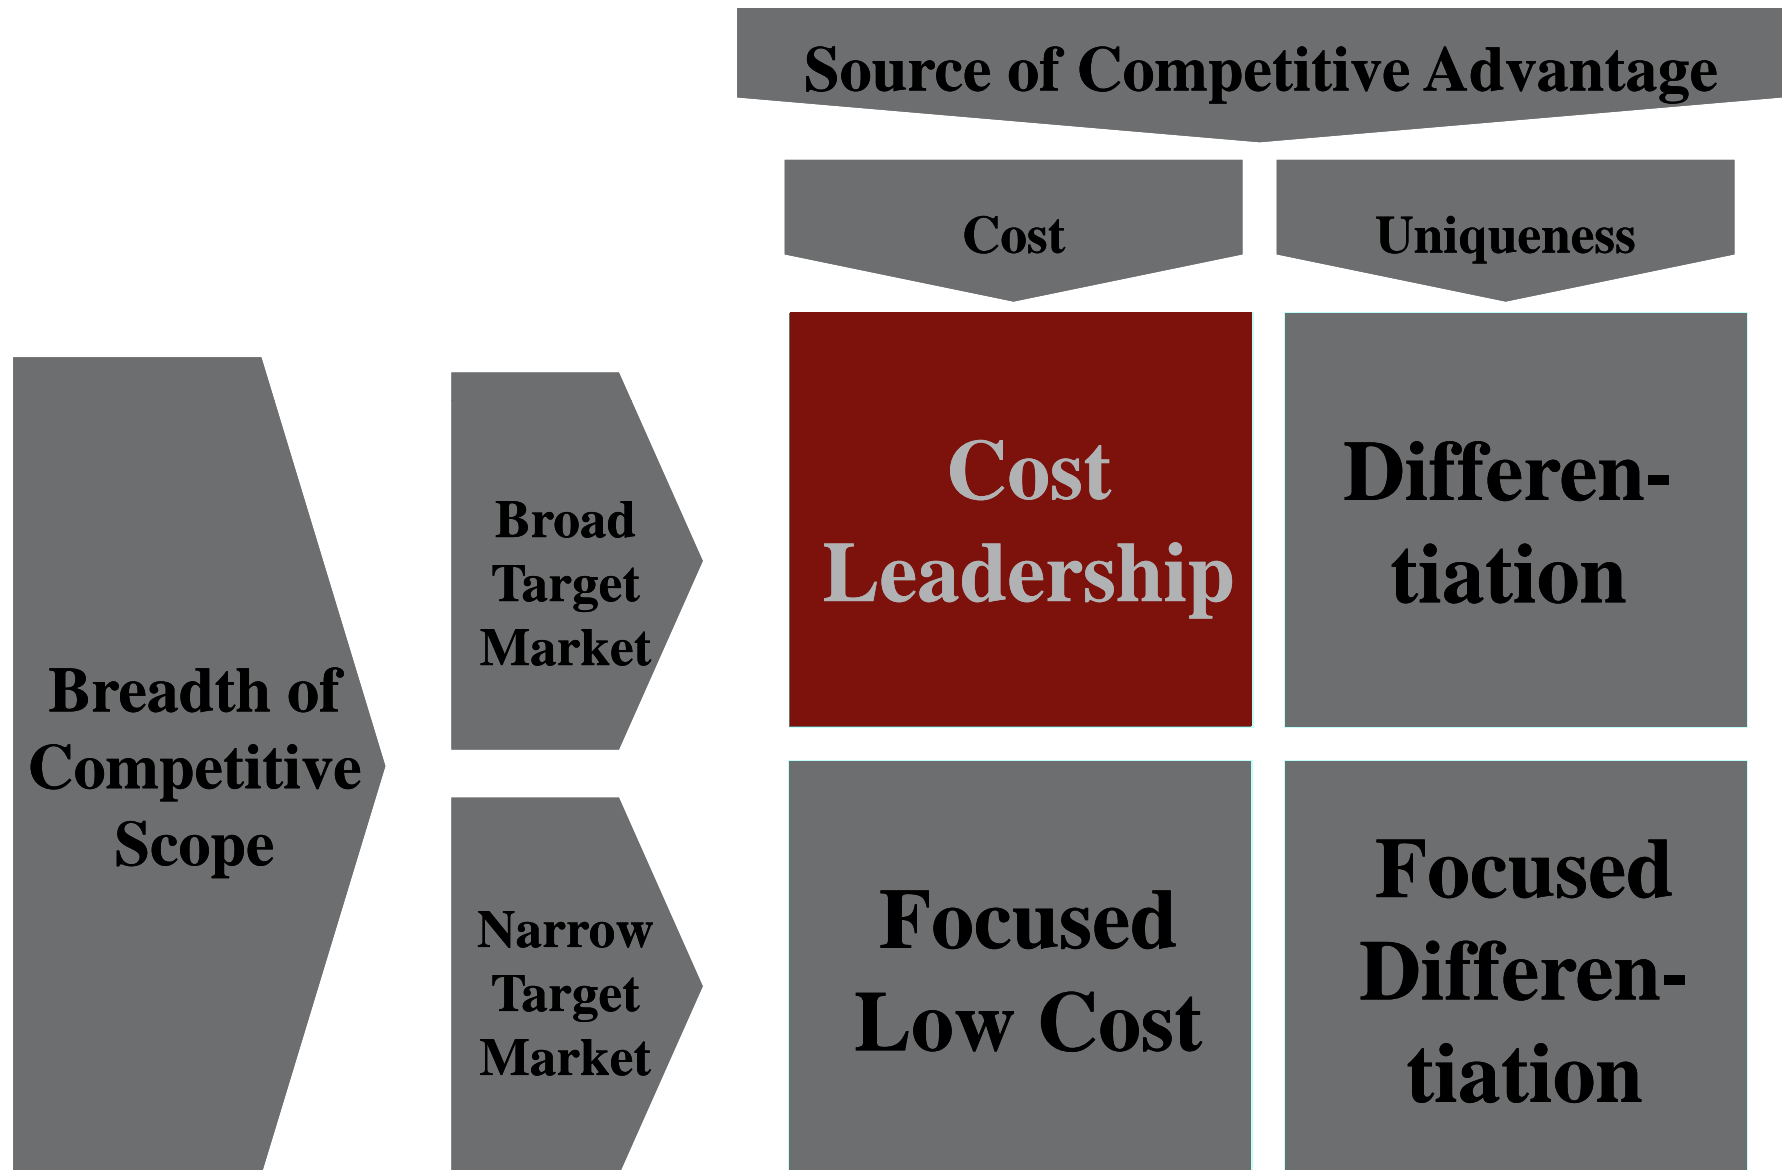 Source of Competitive Advantage
Cost
Uniqueness
Breadth of
Competitive
Scope
Broad
Target
Market
Cost
Leadership
Differen-
tiation
Narrow
Target
Market
Focused
Low Cost
Focused
Differen-
tiation